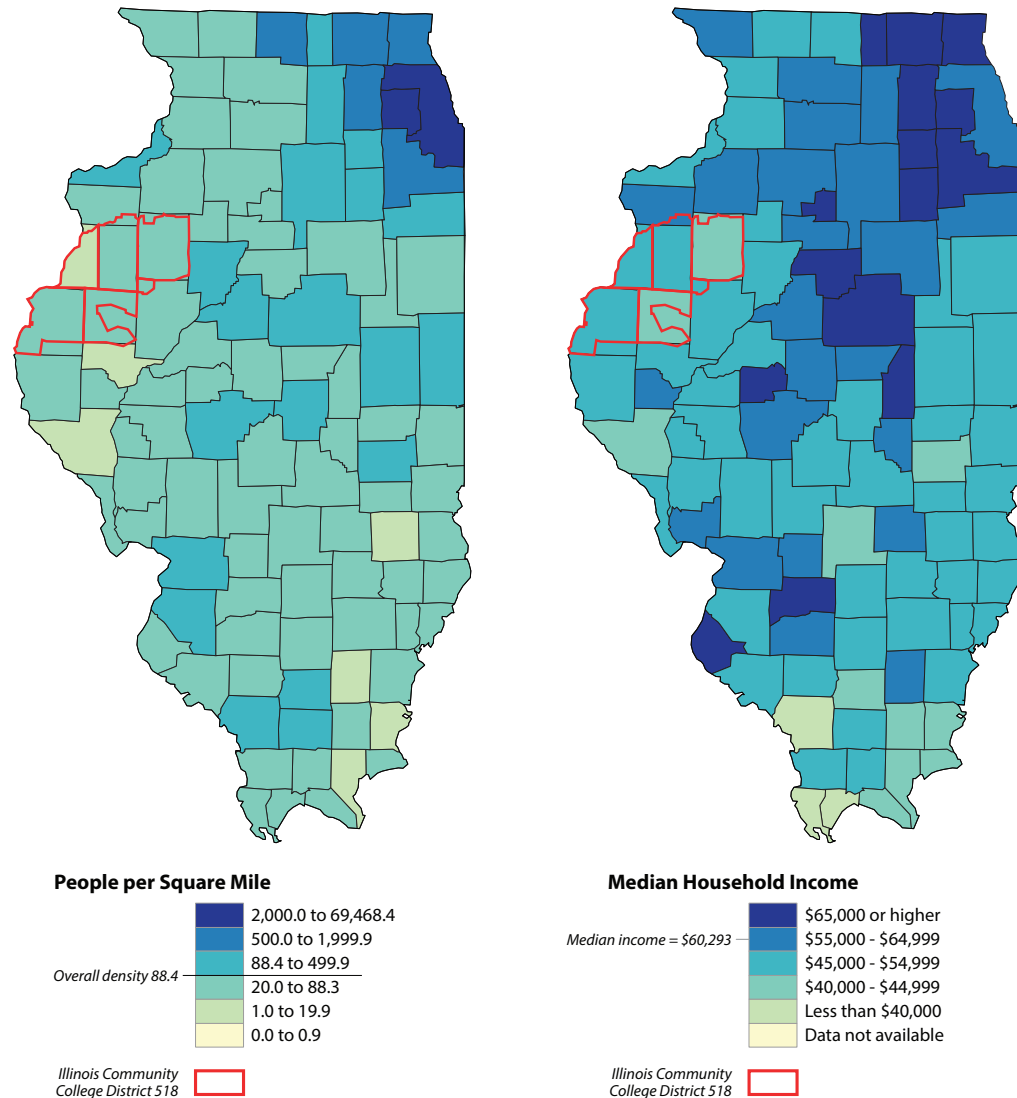 People per Square Mile
2,000.0 to 69,468.4
500.0 to 1,999.9
88.4 to 499.9
Overall density 88.4
20.0 to 88.3
1.0 to 19.9
0.0 to 0.9
Illinois Community
College District 518
Median Household Income
$65,000 or higher
Median income = $60,293
$55,000 - $64,999
$45,000 - $54,999
$40,000 - $44,999
Less than $40,000
Data not available
Illinois Community
College District 518